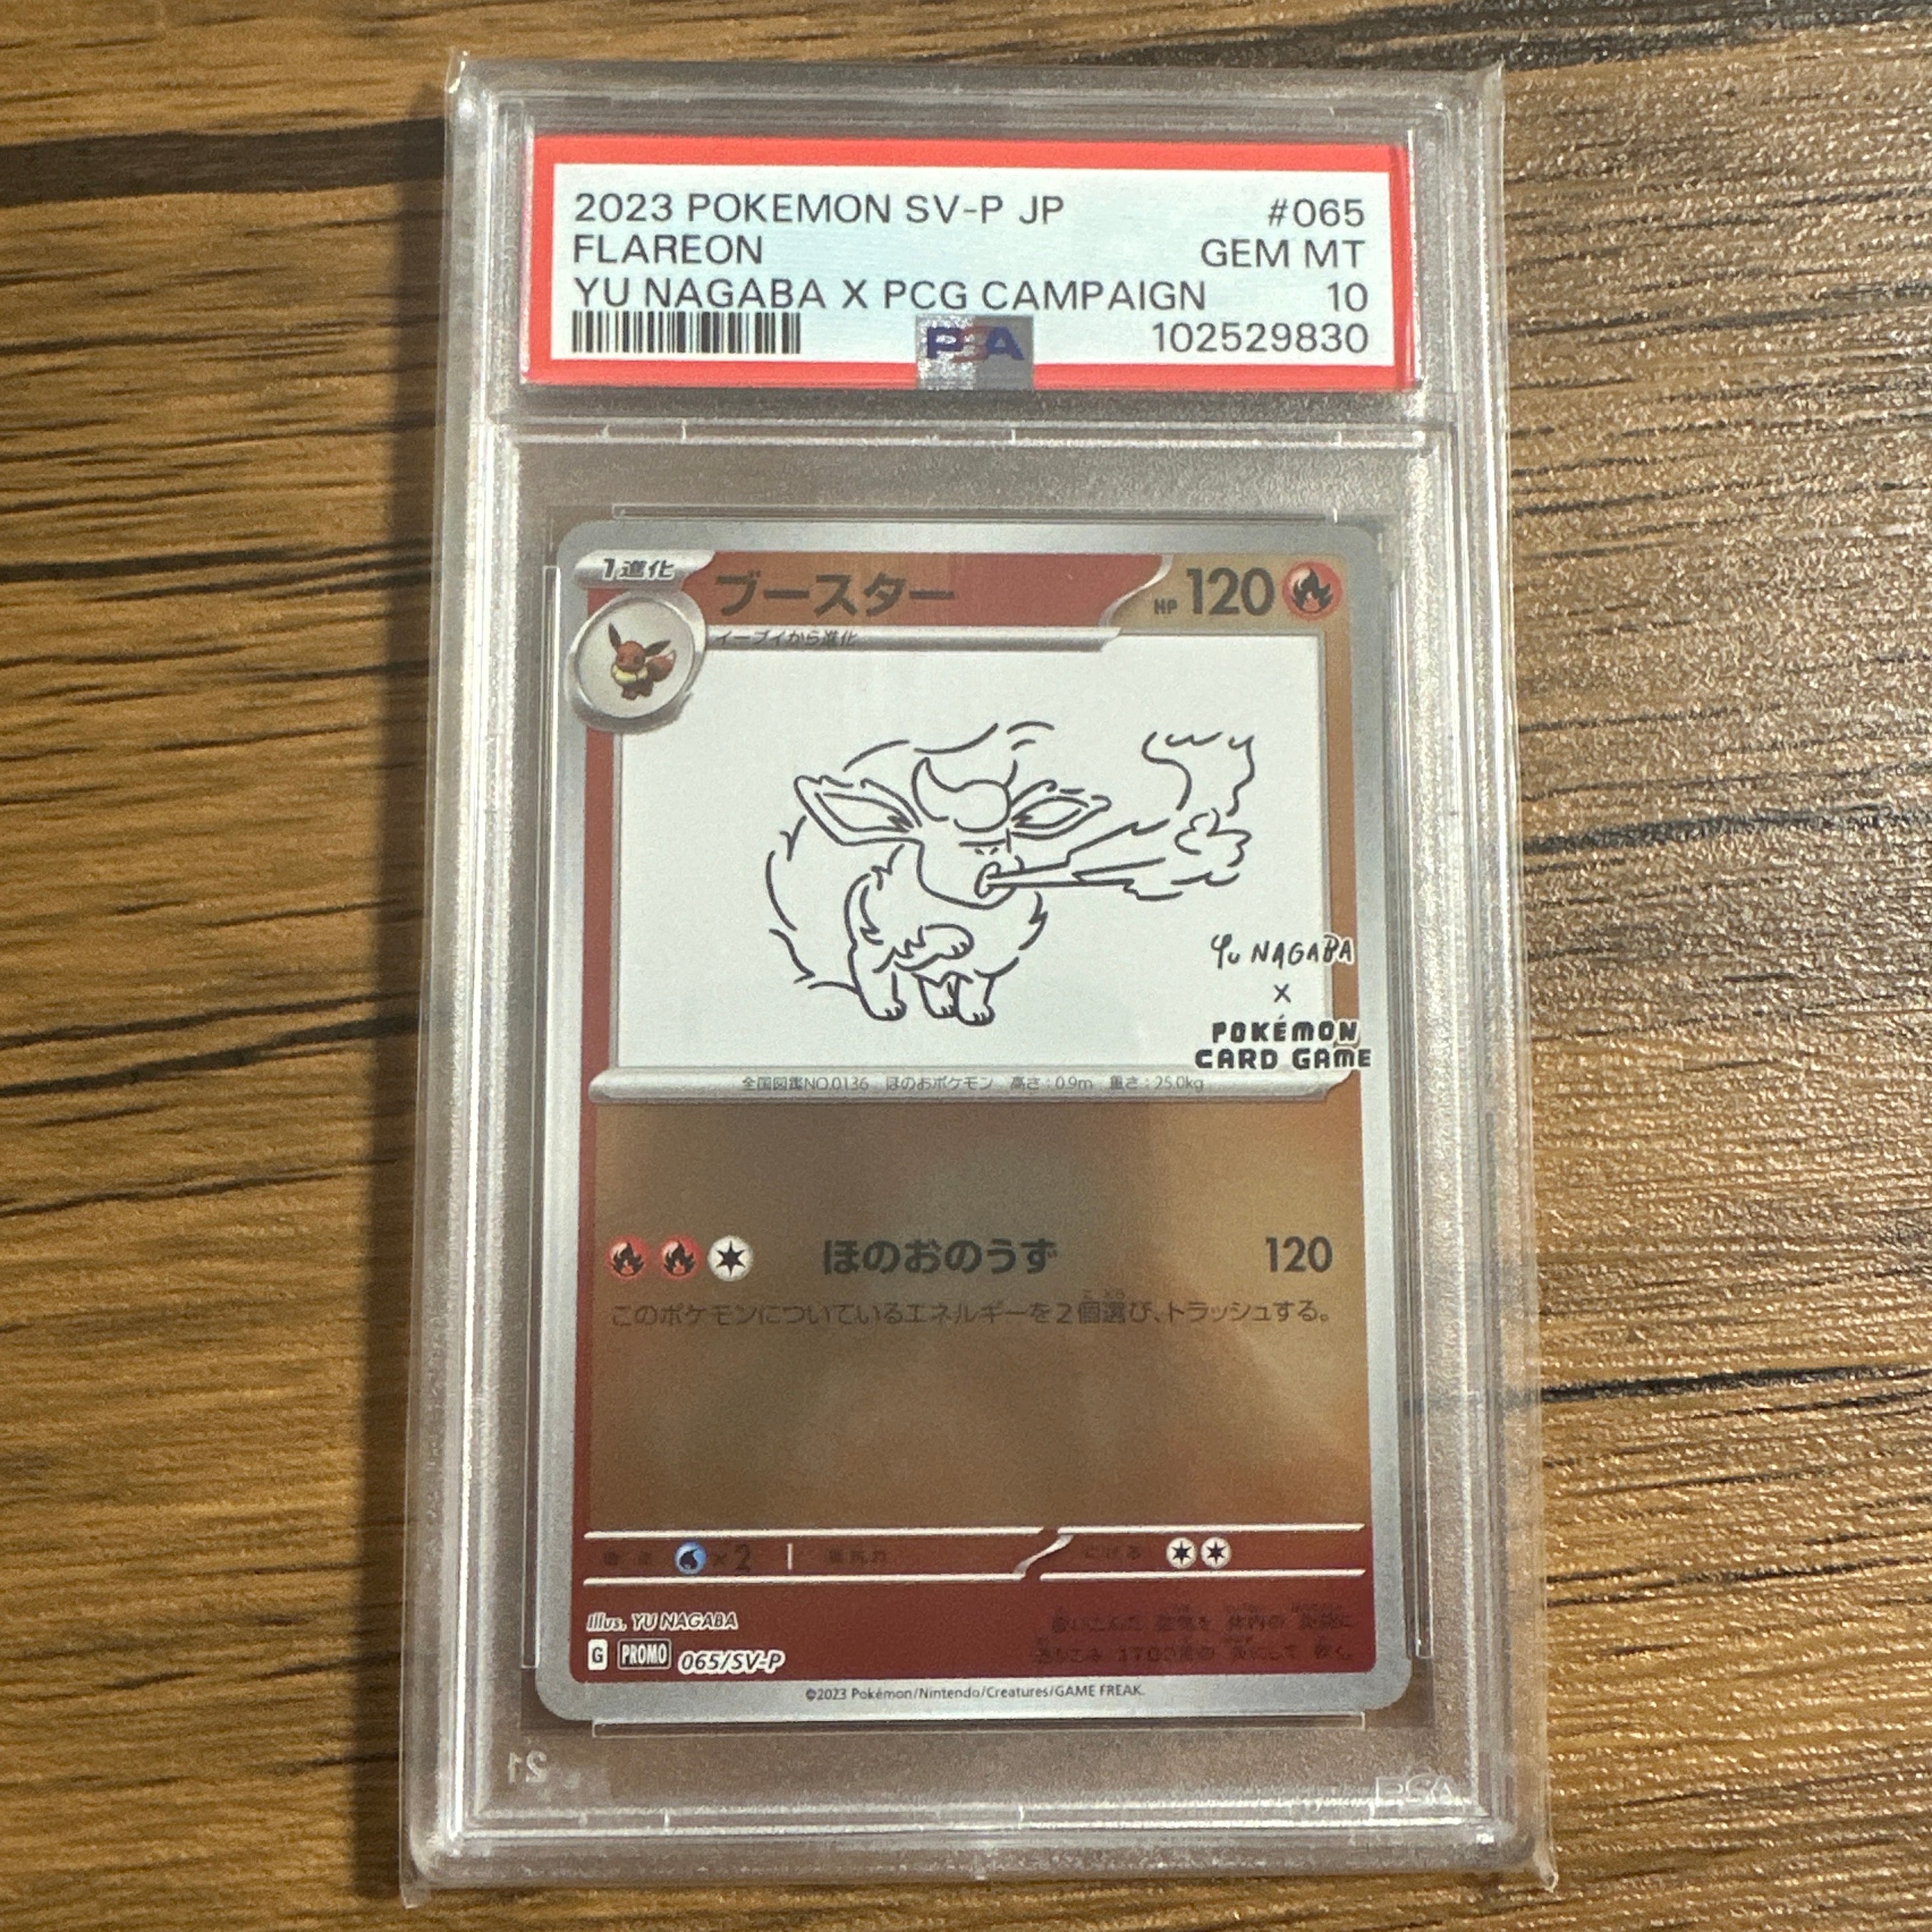 2023 POKEMON SV-P JP #065
FLAREON GEM MT
YU NAGABA X PCG CAMPAIGN 10
PSA 102529830
1進化 ブースター HP 120
イーブイから進化
Yu NAGABA
X
POKÉMON
CARD GAME
全国図鑑NO.0136 ほのおポケモン 高さ:0.9m 重さ:25.0kg
ほのおのうず 120
このポケモンについているエネルギーを2個選び、トラッシュする。
×2 にげる
Illus. YU NAGABA
G PROMO 065/SV-P
©2023 Pokémon/Nintendo/Creatures/GAME FREAK.
PSA